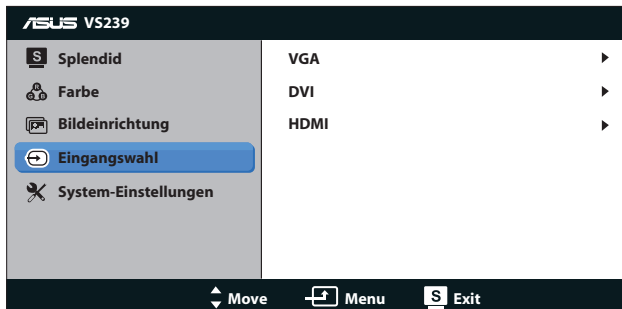 ASUS VS239
S Splendid
Farbe
Bildeinrichtung
Eingangswahl
System-Einstellungen
VGA
DVI
HDMI
Move Menu S Exit